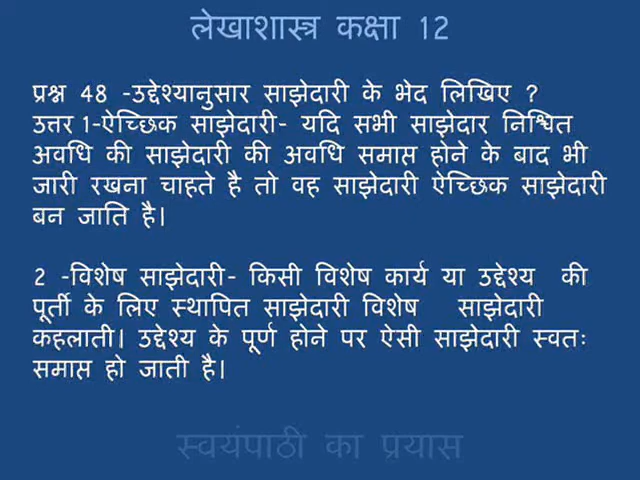 लेखाशास्त्र कक्षा 12
प्रश्न 48 -उद्देश्यानुसार साझेदारी के भेद लिखिए ?
उत्तर 1-ऐच्छिक साझेदारी- यदि सभी साझेदार निश्चित
अवधि की साझेदारी की अवधि समाप्त होने के बाद भी
जारी रखना चाहते है तो वह साझेदारी ऐच्छिक साझेदारी
बन जाति है।
2 -विशेष साझेदारी- किसी विशेष कार्य या उद्देश्य की
पूर्ती के लिए स्थापित साझेदारी विशेष साझेदारी
कहलाती। उद्देश्य के पूर्ण होने पर ऐसी साझेदारी स्वतः
समाप्त हो जाती है।
स्वयंपाठी का प्रयास